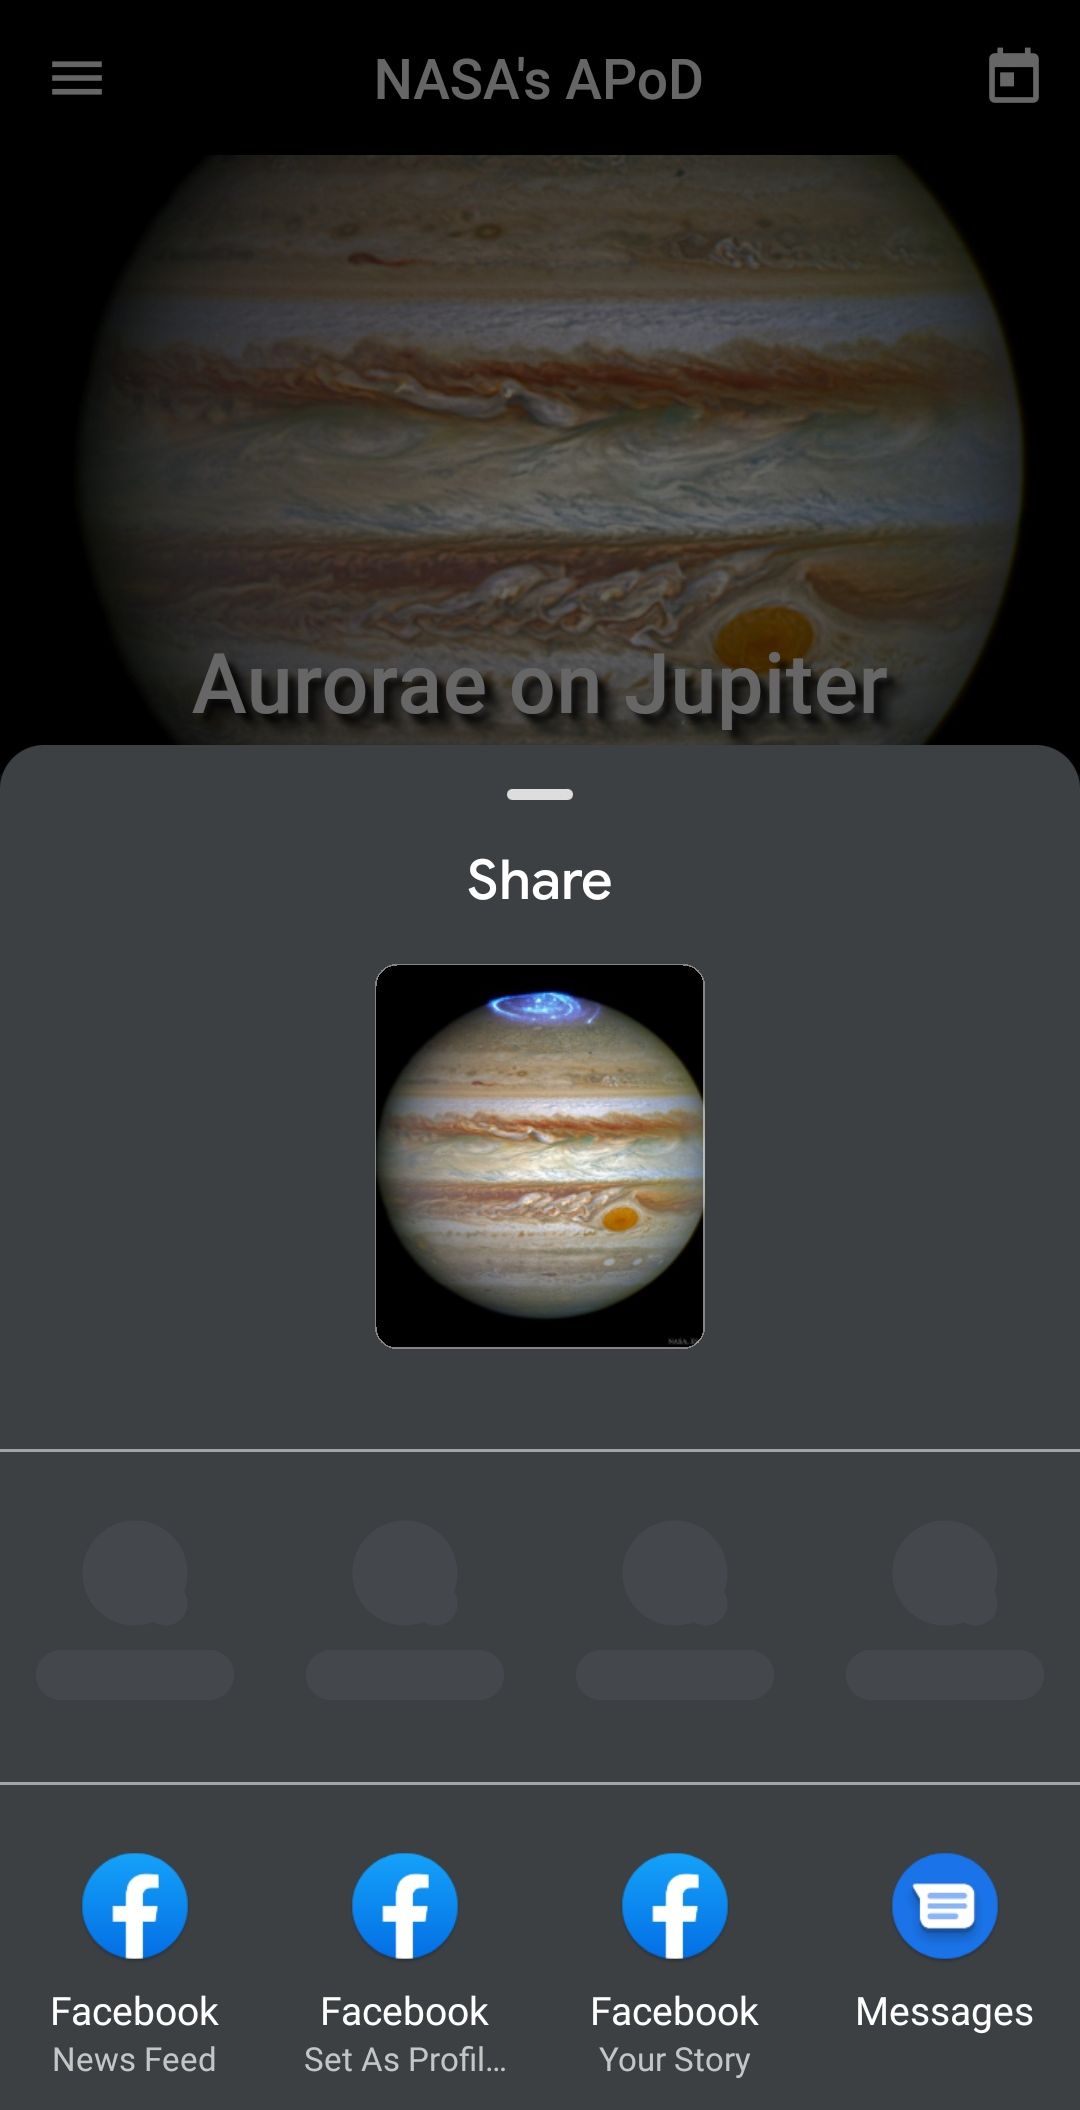 NASA's APoD
Aurorae on Jupiter
Share
Facebook
News Feed
Facebook
Set As Profil...
Facebook
Your Story
Messages